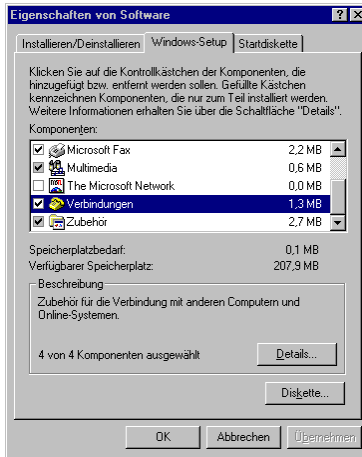 Eigenschaften von Software
Installieren/Deinstallieren Windows-Setup Startdiskette
Klicken Sie auf die Kontrollkästchen der Komponenten, die
hinzugefügt bzw. entfernt werden sollen. Gefüllte Kästchen
kennzeichnen Komponenten, die nur zum Teil installiert werden.
Weitere Informationen erhalten Sie über die Schaltfläche "Details".
Komponenten:
Microsoft Fax 2,2 MB
Multimedia 0,6 MB
The Microsoft Network 0,0 MB
Verbindungen 1,3 MB
Zubehör 2,7 MB
Speicherplatzbedarf: 0,1 MB
Verfügbarer Speicherplatz: 207,9 MB
Beschreibung
Zubehör für die Verbindung mit anderen Computern und
Online-Systemen.
4 von 4 Komponenten ausgewählt Details...
Diskette...
OK Abbrechen Übernehmen